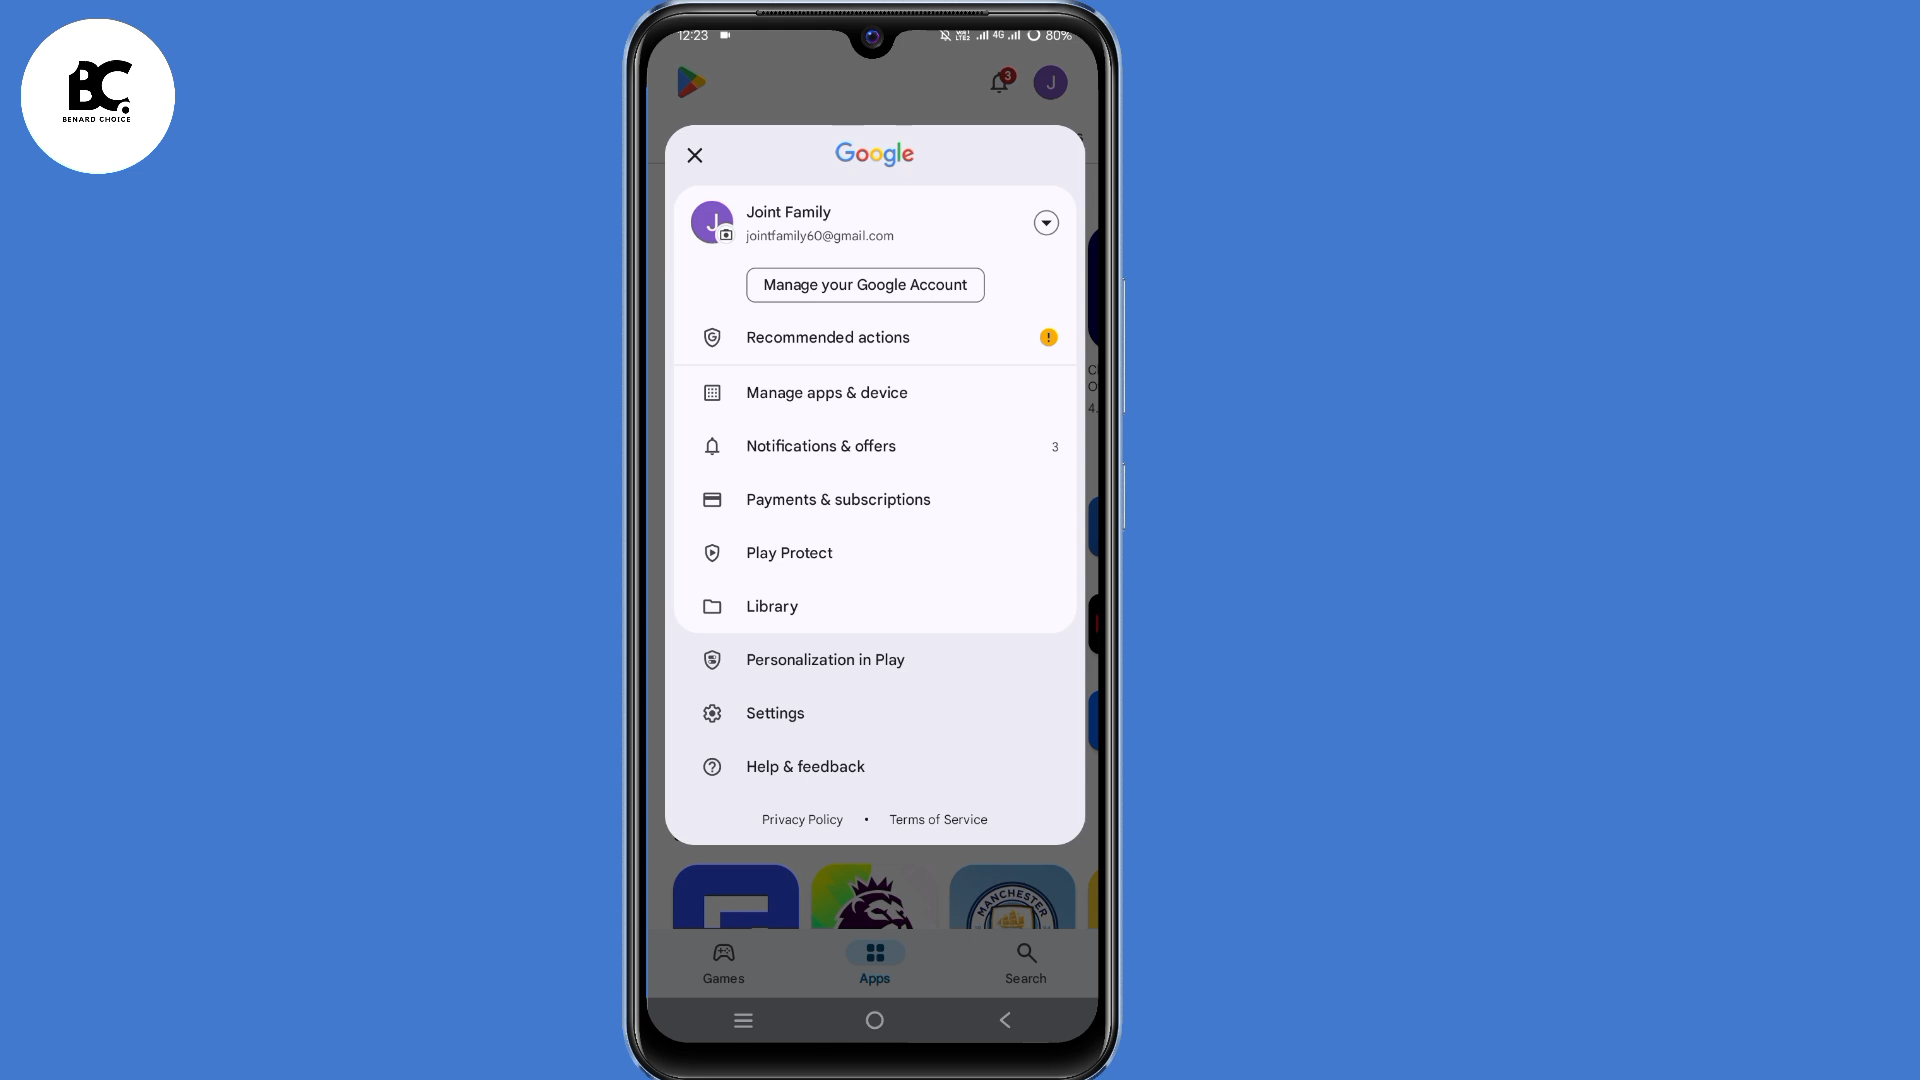 BC.
BENARD CHOICE
12:23
4G
80%
3
J
Google
J
Joint Family
jointfamily60@gmail.com
Manage your Google Account
Recommended actions
Manage apps & device
Notifications & offers 3
Payments & subscriptions
Play Protect
Library
Personalization in Play
Settings
Help & feedback
Privacy Policy • Terms of Service
MANCHESTER
Games
Apps
Search